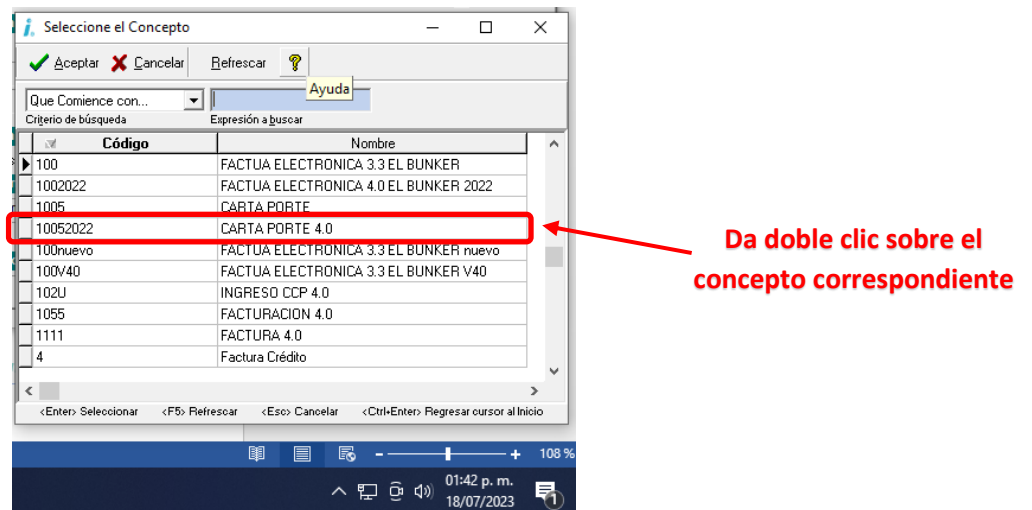 Seleccione el Concepto
Aceptar Cancelar Refrescar
Ayuda
Que Comience con...
Criterio de búsqueda Expresión a buscar
Código Nombre
100 FACTUA ELECTRONICA 3.3 EL BUNKER
1002022 FACTUA ELECTRONICA 4.0 EL BUNKER 2022
1005 CARTA PORTE
10052022 CARTA PORTE 4.0
100nuevo FACTUA ELECTRONICA 3.3 EL BUNKER nuevo
100V40 FACTUA ELECTRONICA 3.3 EL BUNKER V40
102U INGRESO CCP 4.0
1055 FACTURACION 4.0
1111 FACTURA 4.0
4 Factura Crédito
<Enter> Seleccionar <F5> Refrescar <Esc> Cancelar <Ctrl+Enter> Regresar cursor al Inicio
Da doble clic sobre el
concepto correspondiente
108 %
01:42 p. m.
18/07/2023
1